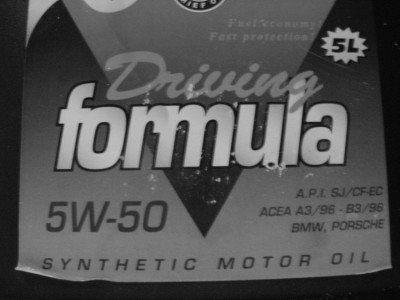 Fuel economy!
Fast protection!
5L
Driving
formula
5W-50
A.P.I. SJ/CF-EC
ACEA A3/96 - B3/96
BMW, PORSCHE
SYNTHETIC MOTOR OIL